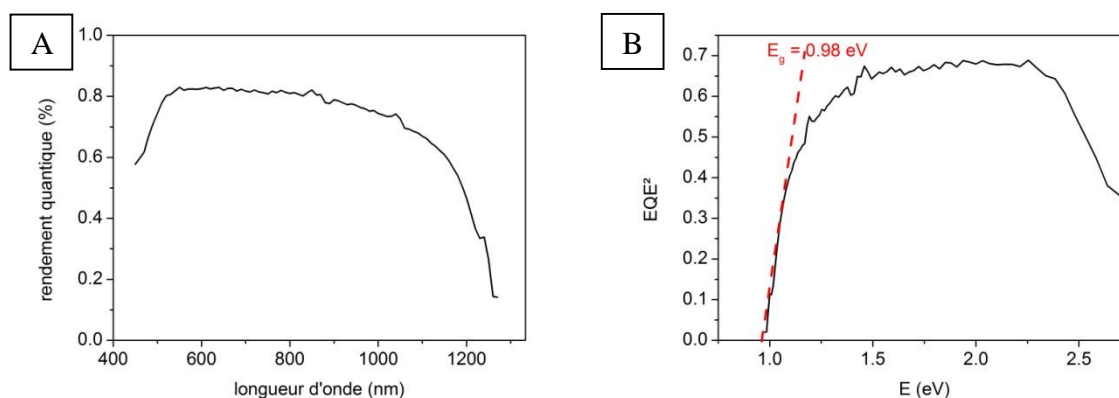 A
rendement quantique (%)
1.0
0.8
0.6
0.4
0.2
0.0
400 600 800 1000 1200
longueur d'onde (nm)
B
E_g = 0.98 eV
EQE²
0.7
0.6
0.5
0.4
0.3
0.2
0.1
0.0
1.0 1.5 2.0 2.5
E (eV)